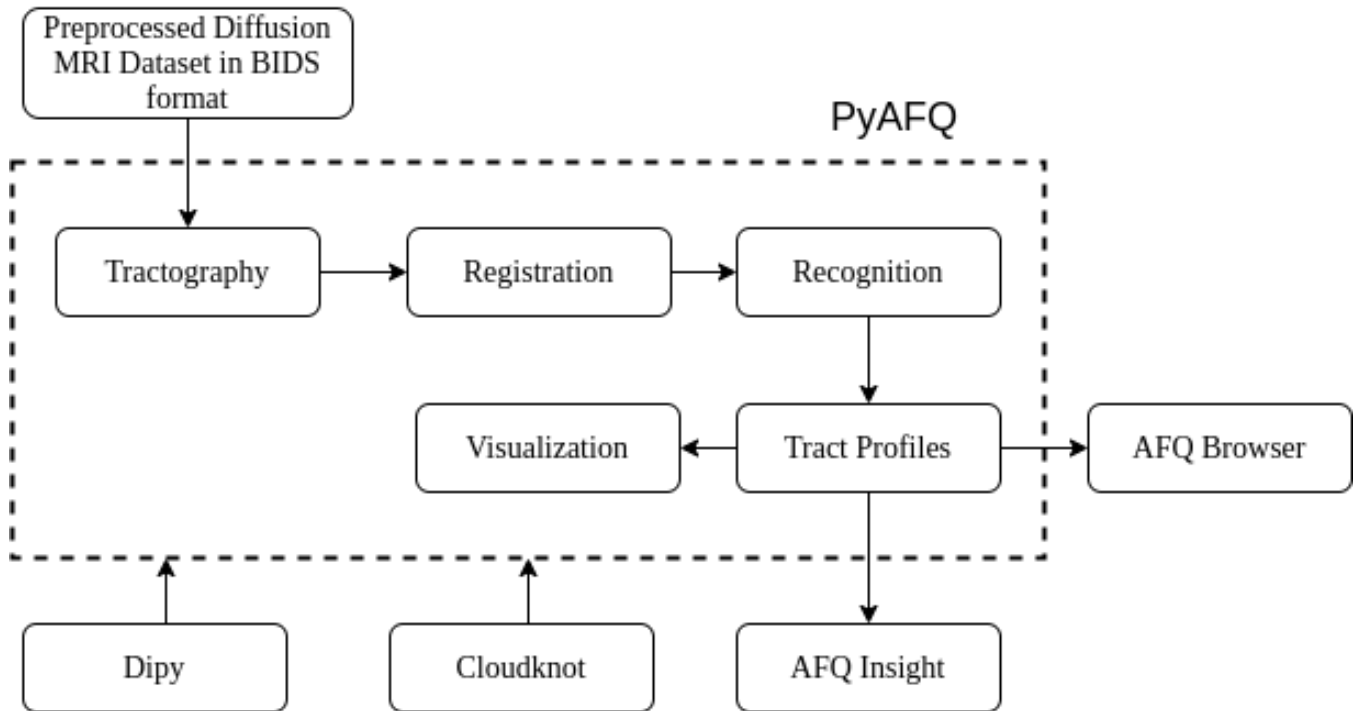 Preprocessed Diffusion
MRI Dataset in BIDS
format
PyAFQ
Tractography
Registration
Recognition
Visualization
Tract Profiles
AFQ Browser
Dipy
Cloudknot
AFQ Insight